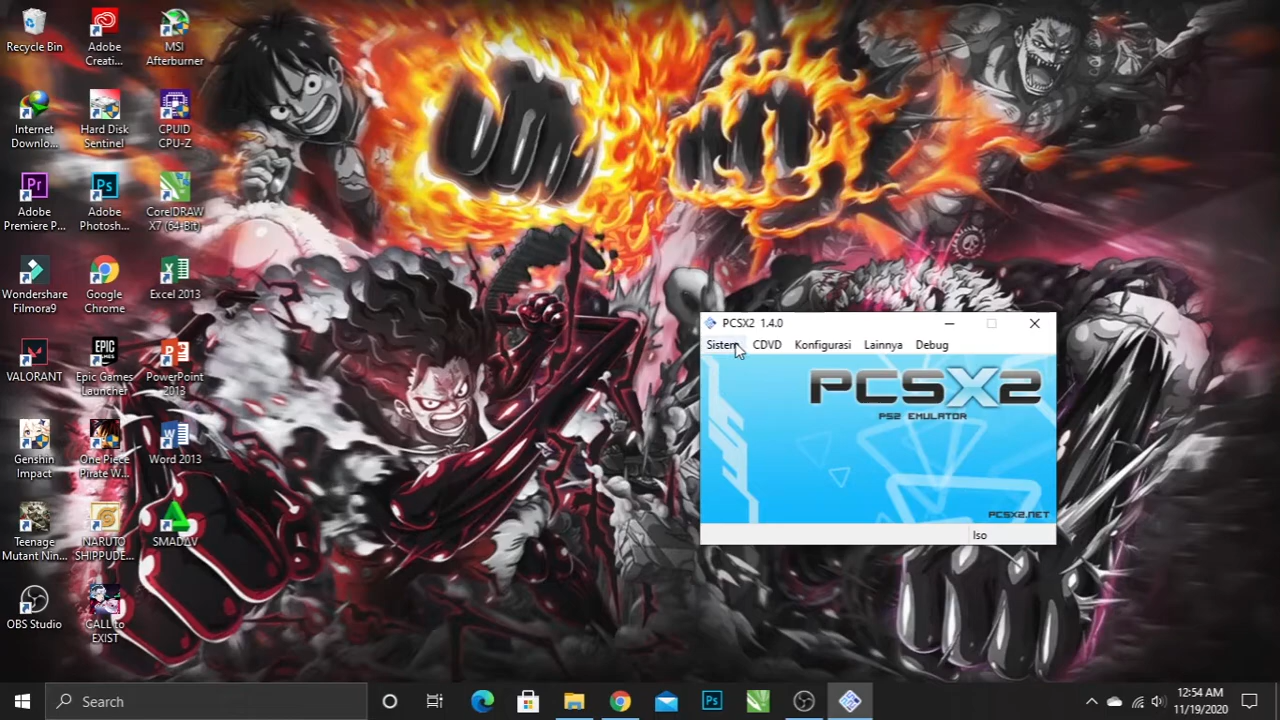 Recycle Bin
Adobe
Creati...
MSI
Afterburner
Internet
Downlo...
Hard Disk
Sentinel
CPUID
CPU-Z
Adobe
Premiere P...
Adobe
Photosh...
CorelDRAW
X7 (64-Bit)
Wondershare
Filmora9
Google
Chrome
Excel 2013
VALORANT
Epic Games
Launcher
PowerPoint
2013
Genshin
Impact
One Piece
Pirate W...
Word 2013
Teenage
Mutant Nin...
NARUTO
SHIPPUDE...
SMADAV
OBS Studio
CALL to
EXIST
PCSX2 1.4.0
Sistem CDVD Konfigurasi Lainnya Debug
PCSX2
PS2 EMULATOR
PCSX2.NET
Iso
Search
12:54 AM
11/19/2020